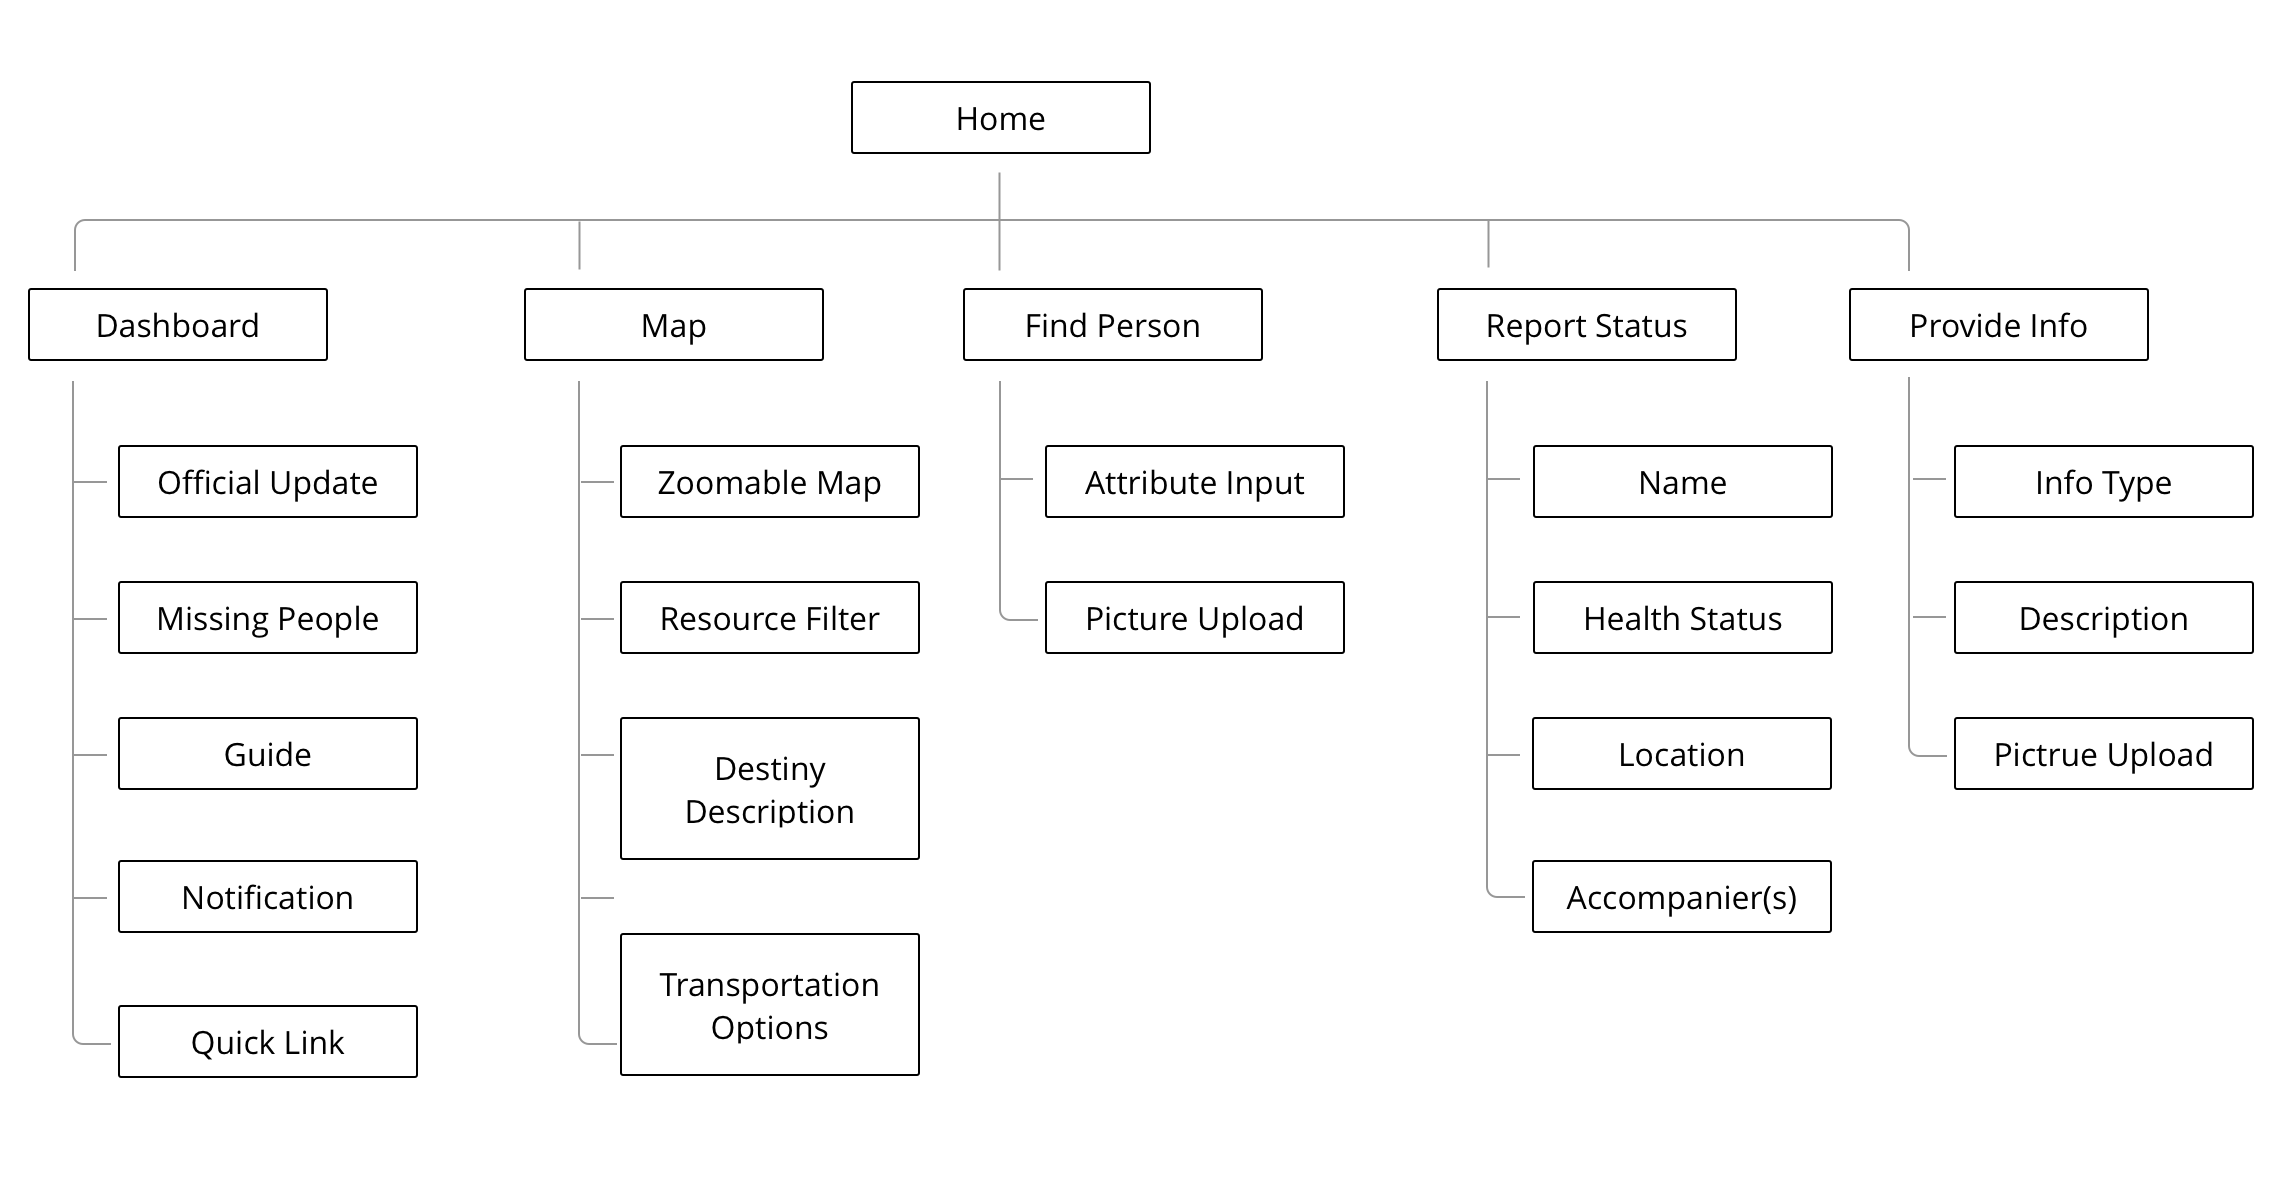 Home
Dashboard
Map
Find Person
Report Status
Provide Info
Official Update
Missing People
Guide
Notification
Quick Link
Zoomable Map
Resource Filter
Destiny
Description
Transportation
Options
Attribute Input
Picture Upload
Name
Health Status
Location
Accompanier(s)
Info Type
Description
Pictrue Upload